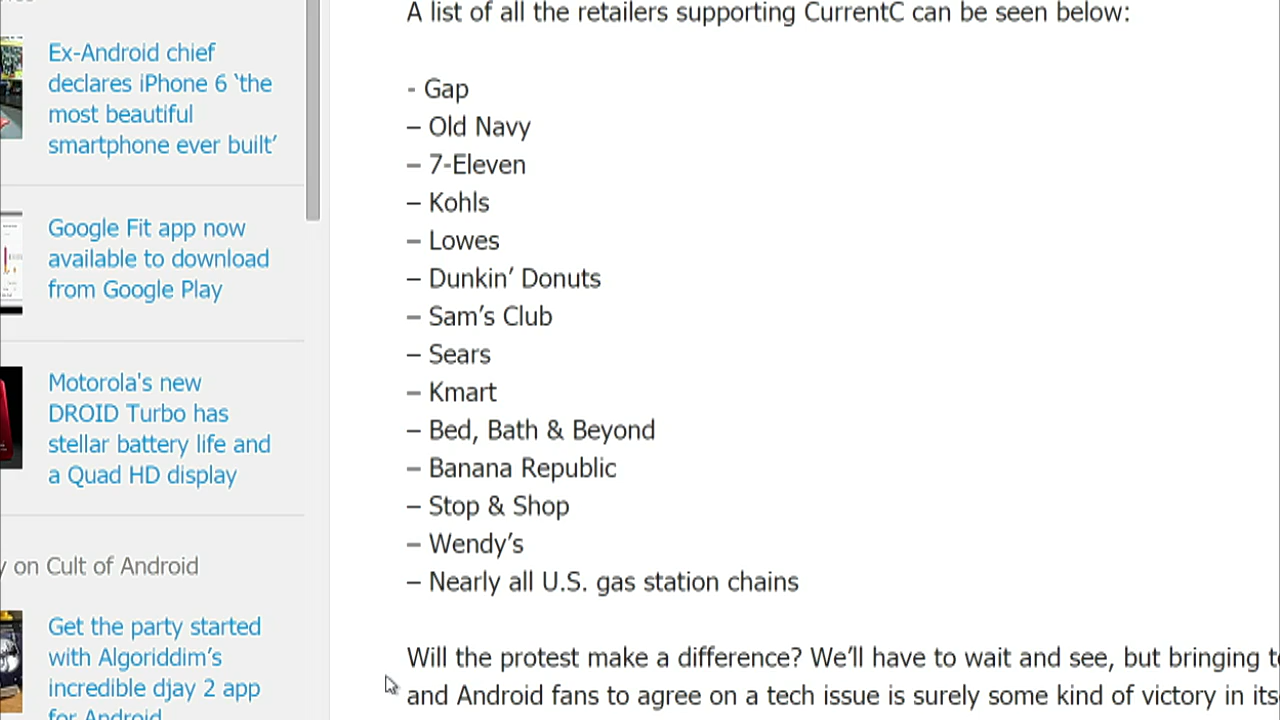 Ex-Android chief
declares iPhone 6 ‘the
most beautiful
smartphone ever built’
Google Fit app now
available to download
from Google Play
Motorola's new
DROID Turbo has
stellar battery life and
a Quad HD display
on Cult of Android
Get the party started
with Algoriddim’s
incredible djay 2 app
for Android
A list of all the retailers supporting CurrentC can be seen below:
- Gap
– Old Navy
– 7-Eleven
– Kohls
– Lowes
– Dunkin’ Donuts
– Sam’s Club
– Sears
– Kmart
– Bed, Bath & Beyond
– Banana Republic
– Stop & Shop
– Wendy’s
– Nearly all U.S. gas station chains
Will the protest make a difference? We’ll have to wait and see, but bringing
and Android fans to agree on a tech issue is surely some kind of victory in its